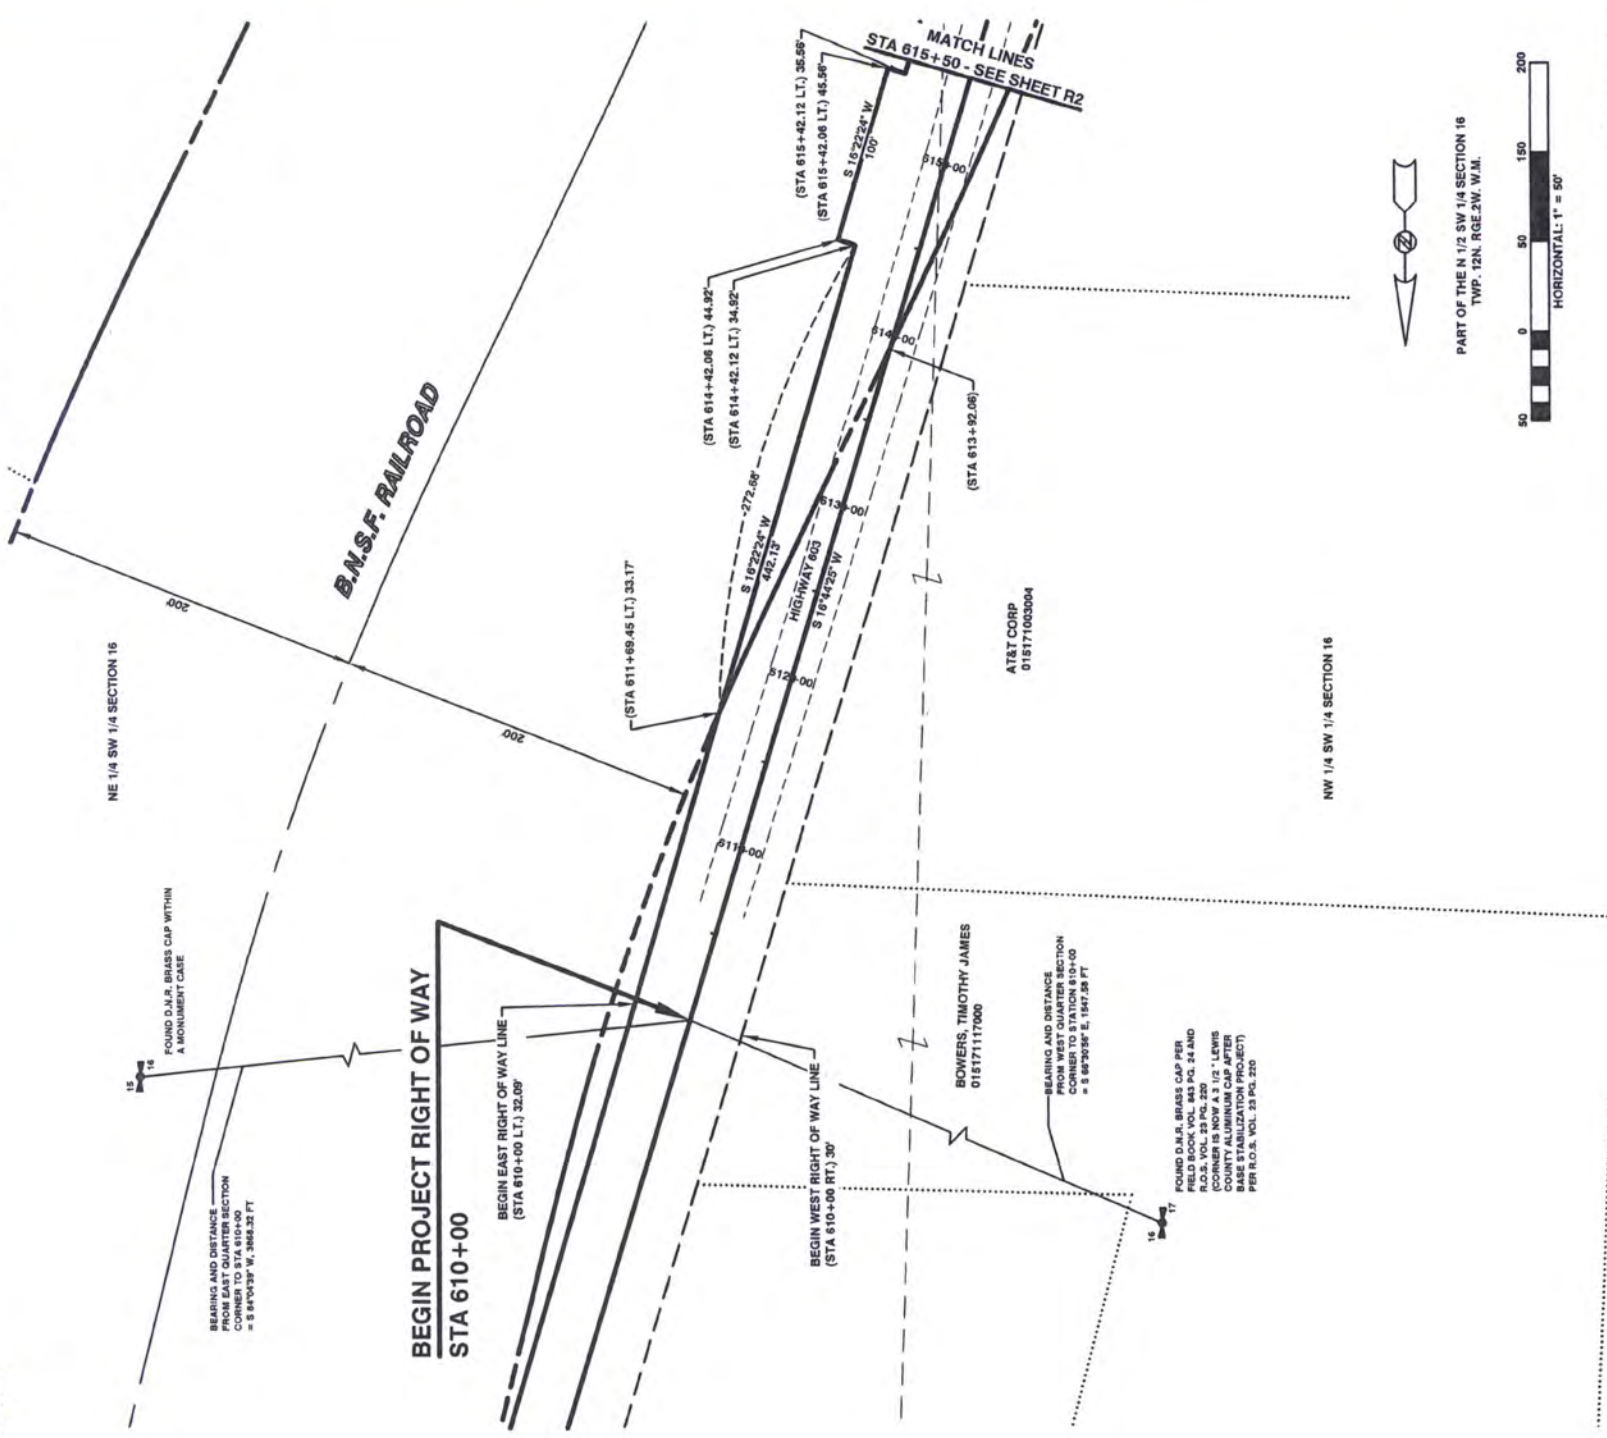 MATCH LINES
STA 615+50 - SEE SHEET R2
(STA 615+42.12 LT.) 35.56'
(STA 615+42.06 LT.) 45.56'
S 16°22'24" W
100'
615+00
(STA 614+42.06 LT.) 44.92'
(STA 614+42.12 LT.) 34.92'
614+00
(STA 613+92.06)
B.N.S.F. RAILROAD
200'
200'
NE 1/4 SW 1/4 SECTION 16
(STA 611+69.45 LT.) 33.17'
272.68'
S 16°22'24" W
442.13'
613+00
HIGHWAY 603
S 16°44'25" W
612+00
611+00
AT&T CORP
015171003004
NW 1/4 SW 1/4 SECTION 16
PART OF THE N 1/2 SW 1/4 SECTION 16
TWP. 12N. RGE.2W. W.M.
N
50
0
50
150
200
HORIZONTAL: 1" = 50'
15
16
FOUND D.N.R. BRASS CAP WITHIN
A MONUMENT CASE
BEARING AND DISTANCE
FROM EAST QUARTER SECTION
CORNER TO STA 610+00
= S 84°04'39" W, 3868.32 FT
BEGIN PROJECT RIGHT OF WAY
STA 610+00
BEGIN EAST RIGHT OF WAY LINE
(STA 610+00 LT.) 32.09'
BEGIN WEST RIGHT OF WAY LINE
(STA 610+00 RT.) 30'
BOWERS, TIMOTHY JAMES
015171117000
BEARING AND DISTANCE
FROM WEST QUARTER SECTION
CORNER TO STATION 610+00
= S 66°30'56" E, 1547.58 FT
16
17
FOUND D.N.R. BRASS CAP PER
FIELD BOOK VOL. 843 PG. 24 AND
R.O.S. VOL. 23 PG. 220
(CORNER IS NOW A 3 1/2 " LEWIS
COUNTY ALUMINUM CAP AFTER
BASE STABILIZATION PROJECT)
PER R.O.S. VOL. 23 PG. 220